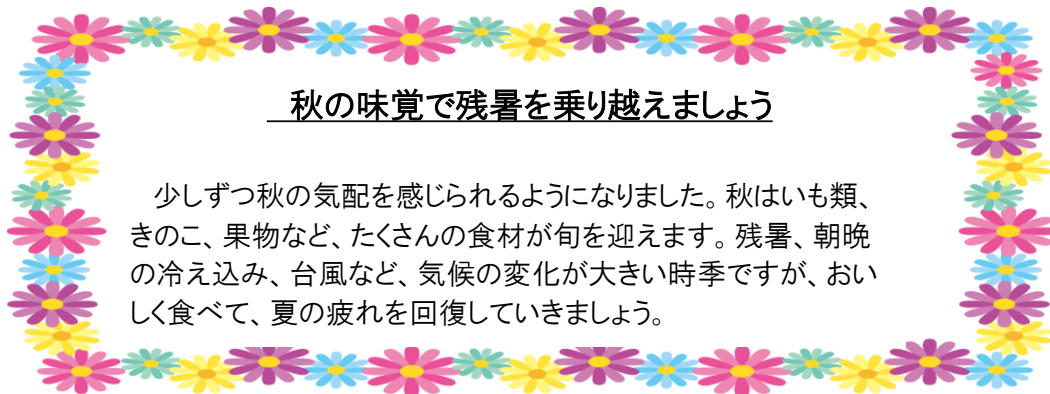 秋の味覚で残暑を乗り越えましょう
少しずつ秋の気配を感じられるようになりました。秋はいも類、
きのこ、果物など、たくさんの食材が旬を迎えます。残暑、朝晩
の冷え込み、台風など、気候の変化が大きい時季ですが、おい
しく食べて、夏の疲れを回復していきましょう。